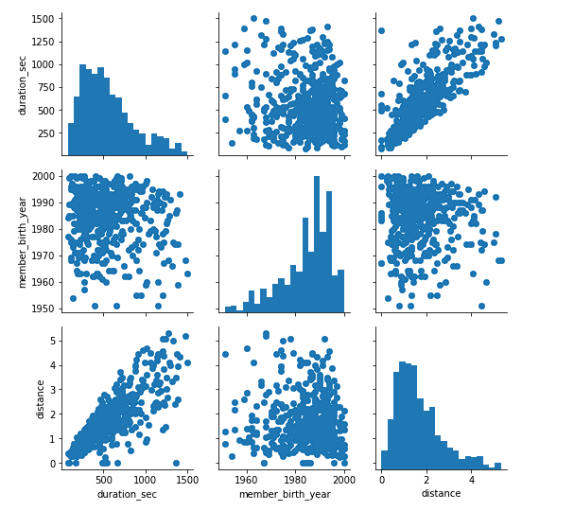 1500
1250
1000
750
500
250
duration_sec
2000
1990
1980
1970
1960
1950
member_birth_year
5
4
3
2
1
0
distance
500 1000 1500
1960 1980 2000
0 2 4
duration_sec member_birth_year distance